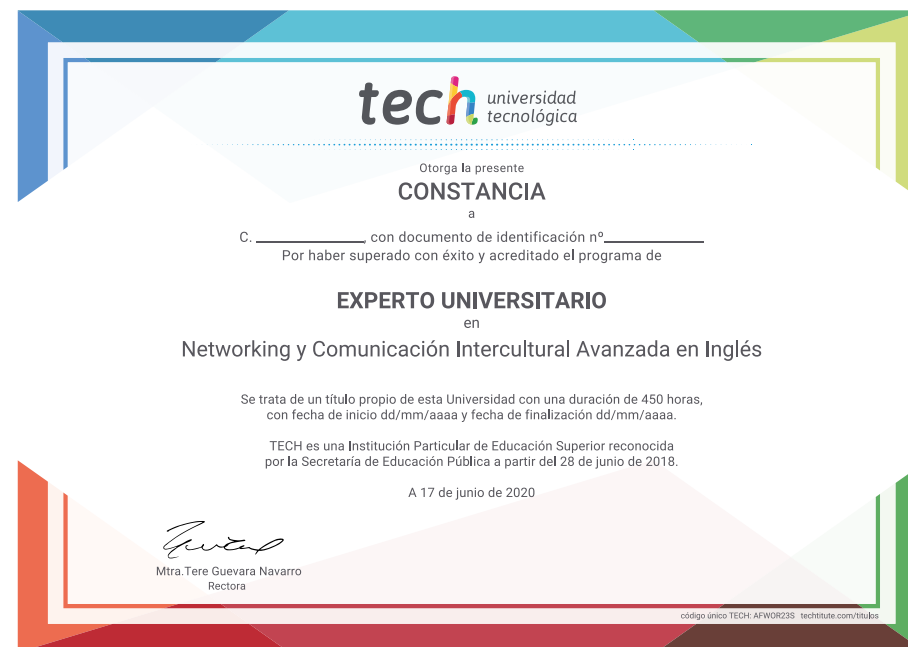 tech universidad
tecnológica
Otorga la presente
CONSTANCIA
a
C. ____________, con documento de identificación nº____________
Por haber superado con éxito y acreditado el programa de
EXPERTO UNIVERSITARIO
en
Networking y Comunicación Intercultural Avanzada en Inglés
Se trata de un título propio de esta Universidad con una duración de 450 horas,
con fecha de inicio dd/mm/aaaa y fecha de finalización dd/mm/aaaa.
TECH es una Institución Particular de Educación Superior reconocida
por la Secretaría de Educación Pública a partir del 28 de junio de 2018.
A 17 de junio de 2020
Mtra.Tere Guevara Navarro
Rectora
código único TECH: AFWOR23S techtitute.com/titulos